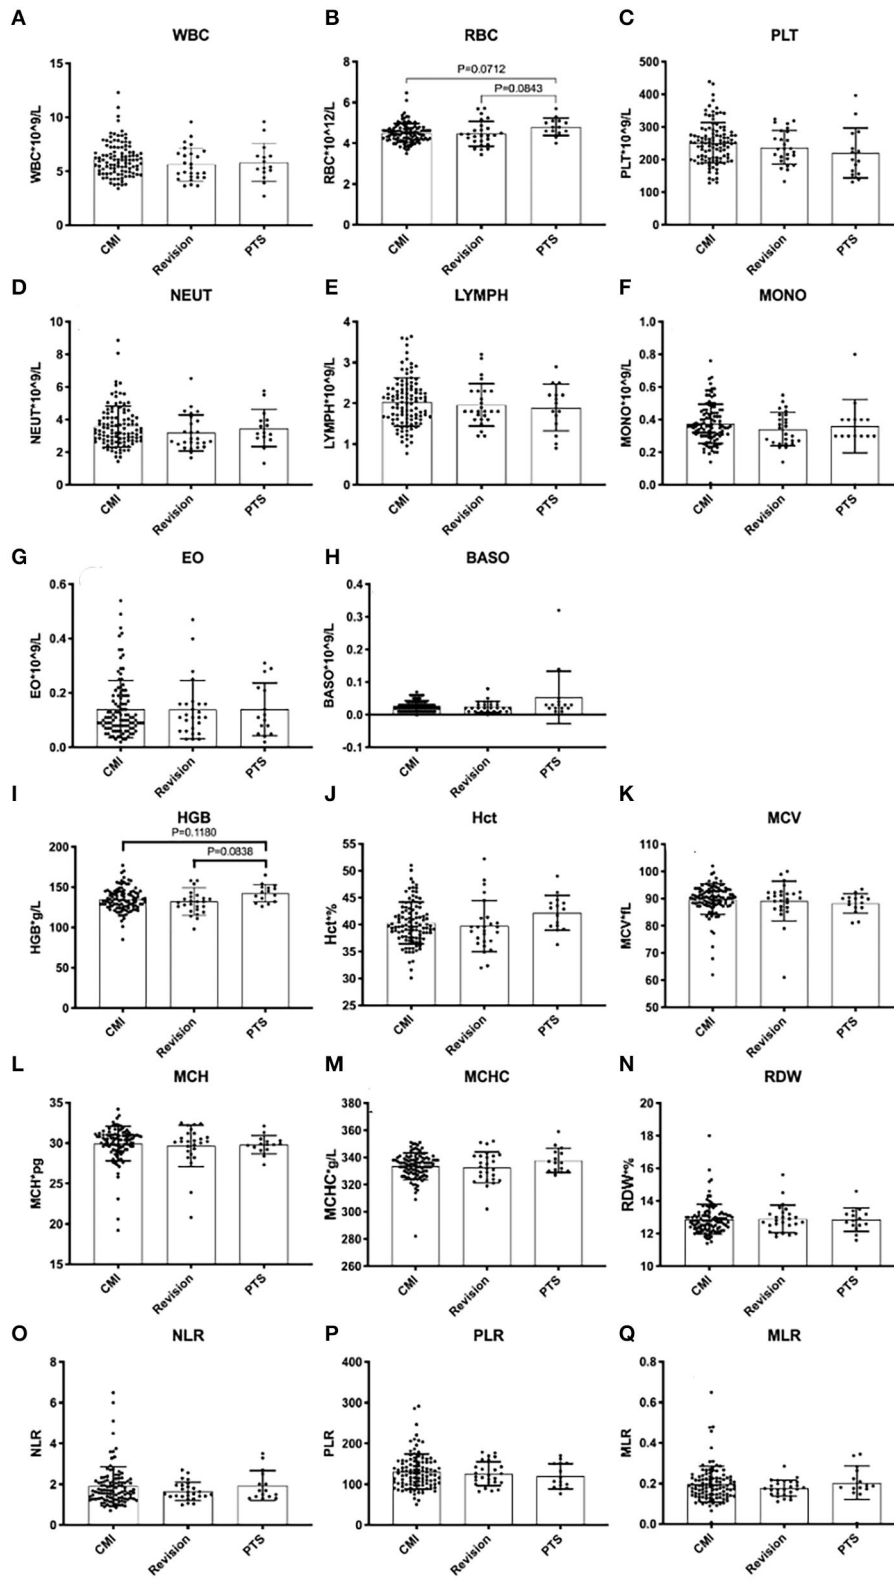 A
WBC
WBC*10^9/L
15
10
5
0
CMI
Revision
PTS
B
RBC
P=0.0712
P=0.0843
RBC*10^12/L
8
6
4
2
0
CMI
Revision
PTS
C
PLT
PLT*10^9/L
500
400
300
200
100
0
CMI
Revision
PTS
D
NEUT
NEUT*10^9/L
10
8
6
4
2
0
CMI
Revision
PTS
E
LYMPH
LYMPH*10^9/L
4
3
2
1
0
CMI
Revision
PTS
F
MONO
MONO*10^9/L
1.0
0.8
0.6
0.4
0.2
0.0
CMI
Revision
PTS
G
EO
EO*10^9/L
0.6
0.4
0.2
0.0
CMI
Revision
PTS
H
BASO
BASO*10^9/L
0.4
0.3
0.2
0.1
0.0
-0.1
CMI
Revision
PTS
I
HGB
P=0.1180
P=0.0838
HGB*g/L
200
150
100
50
0
CMI
Revision
PTS
J
Hct
Hct*%
55
50
45
40
35
30
25
CMI
Revision
PTS
K
MCV
MCV*fL
110
100
90
80
70
60
50
CMI
Revision
PTS
L
MCH
MCH*pg
35
30
25
20
15
CMI
Revision
PTS
M
MCHC
MCHC*g/L
380
360
340
320
300
280
260
CMI
Revision
PTS
N
RDW
RDW*%
20
18
16
14
12
10
CMI
Revision
PTS
O
NLR
NLR
8
6
4
2
0
CMI
Revision
PTS
P
PLR
PLR
400
300
200
100
0
CMI
Revision
PTS
Q
MLR
MLR
0.8
0.6
0.4
0.2
0.0
CMI
Revision
PTS